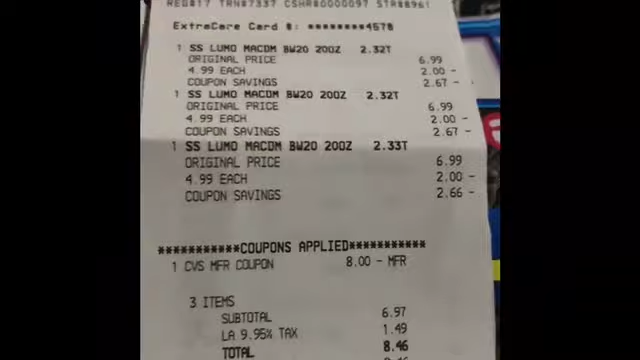 REG#17 TRN#7337 CSHR#0000097 STR#8961
ExtraCare Card #: ********4578
1 SS LUMO MACDM BW20 20OZ 2.32T
ORIGINAL PRICE 6.99
4.99 EACH 2.00 -
COUPON SAVINGS 2.67 -
1 SS LUMO MACDM BW20 20OZ 2.32T
ORIGINAL PRICE 6.99
4.99 EACH 2.00 -
COUPON SAVINGS 2.67 -
1 SS LUMO MACDM BW20 20OZ 2.33T
ORIGINAL PRICE 6.99
4.99 EACH 2.00 -
COUPON SAVINGS 2.66 -
***********COUPONS APPLIED***********
1 CVS MFR COUPON 8.00 - MFR
3 ITEMS
SUBTOTAL 6.97
LA 9.95% TAX 1.49
TOTAL 8.46